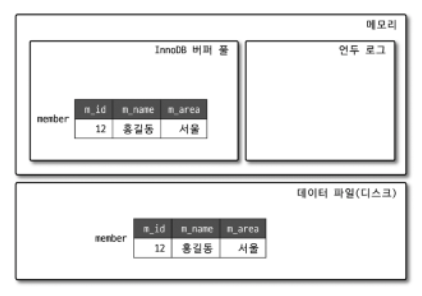 메모리
InnoDB 버퍼 풀
언두 로그
m_id m_name m_area
member
12 홍길동 서울
데이터 파일(디스크)
m_id m_name m_area
member
12 홍길동 서울